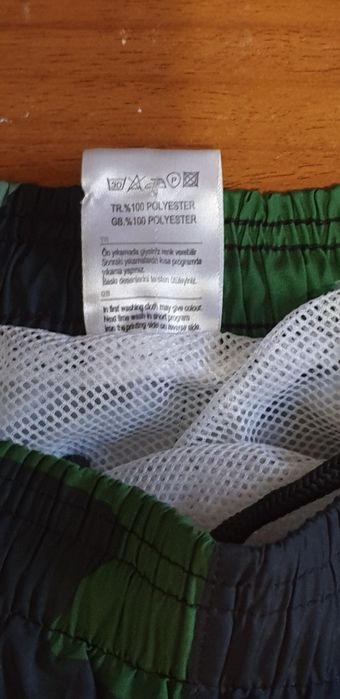 30 P
TR.%100 POLYESTER
GB.%100 POLYESTER
TR
Ön yıkamada giysiniz renk verebilir
Sonraki yıkamalarda kısa programda
yıkama yapınız.
Baskı desenlerini tersten ütüleyiniz.
GB
In first washing cloth may give colour.
Next time wash in short program
Iron the printing side on reverse side.